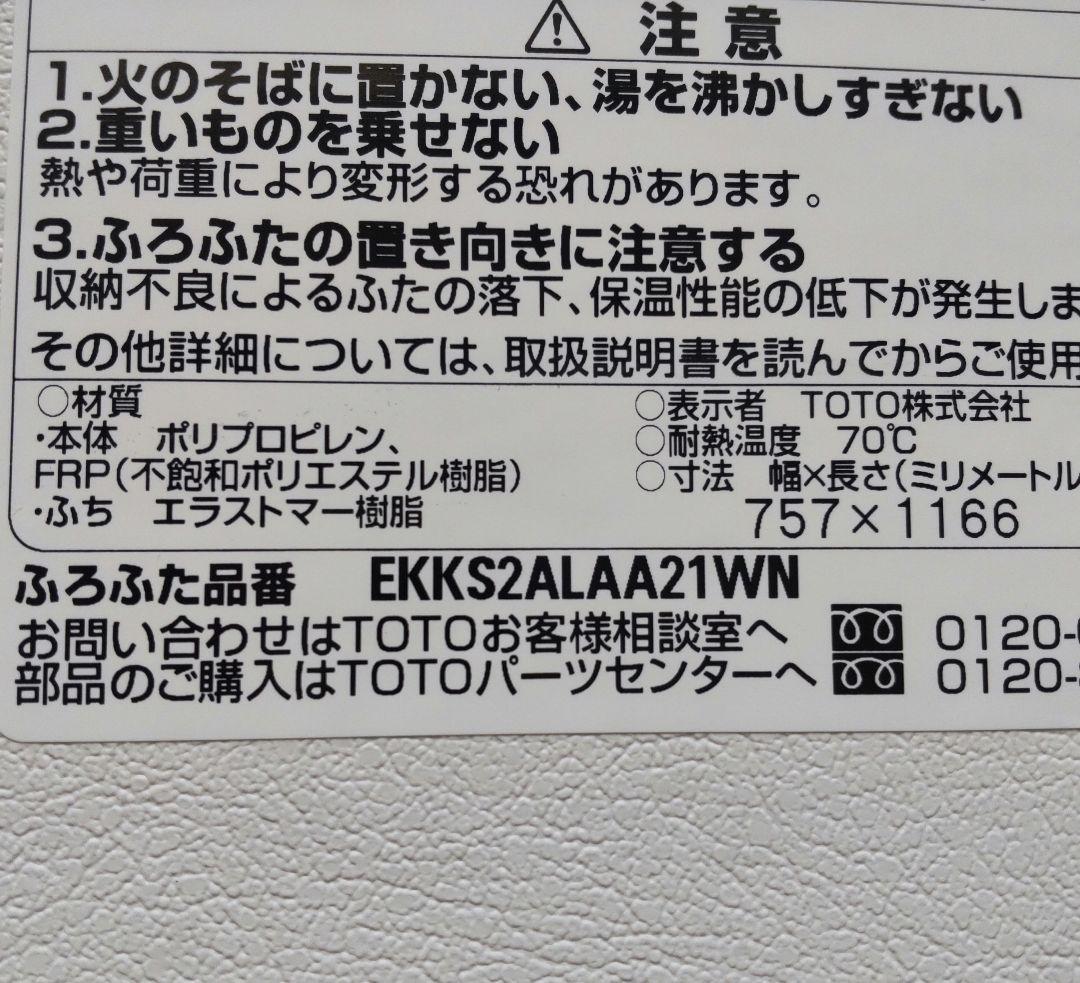 注意
1.火のそばに置かない、湯を沸かしすぎない
2.重いものを乗せない
熱や荷重により変形する恐れがあります。
3.ふろふたの置き向きに注意する
収納不良によるふたの落下、保温性能の低下が発生しま
その他詳細については、取扱説明書を読んでからご使用
○材質
・本体 ポリプロピレン、
FRP(不飽和ポリエステル樹脂)
・ふち エラストマー樹脂
○表示者 TOTO株式会社
○耐熱温度 70℃
○寸法 幅×長さ(ミリメートル
757×1166
ふろふた品番 EKKS2ALAA21WN
お問い合わせはTOTOお客様相談室へ 0120-
部品のご購入はTOTOパーツセンターへ 0120-